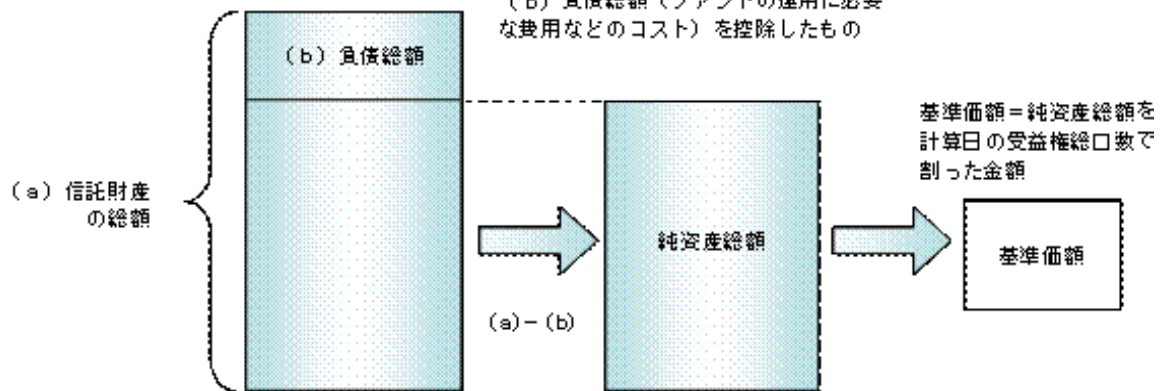 (b)負債総額(ファンドの運用に必要
な費用などのコスト)を控除したもの
(b)負債総額
基準価額=純資産総額を
計算日の受益権総口数で
割った金額
(a)信託財産
の総額
純資産総額
基準価額
(a)-(b)